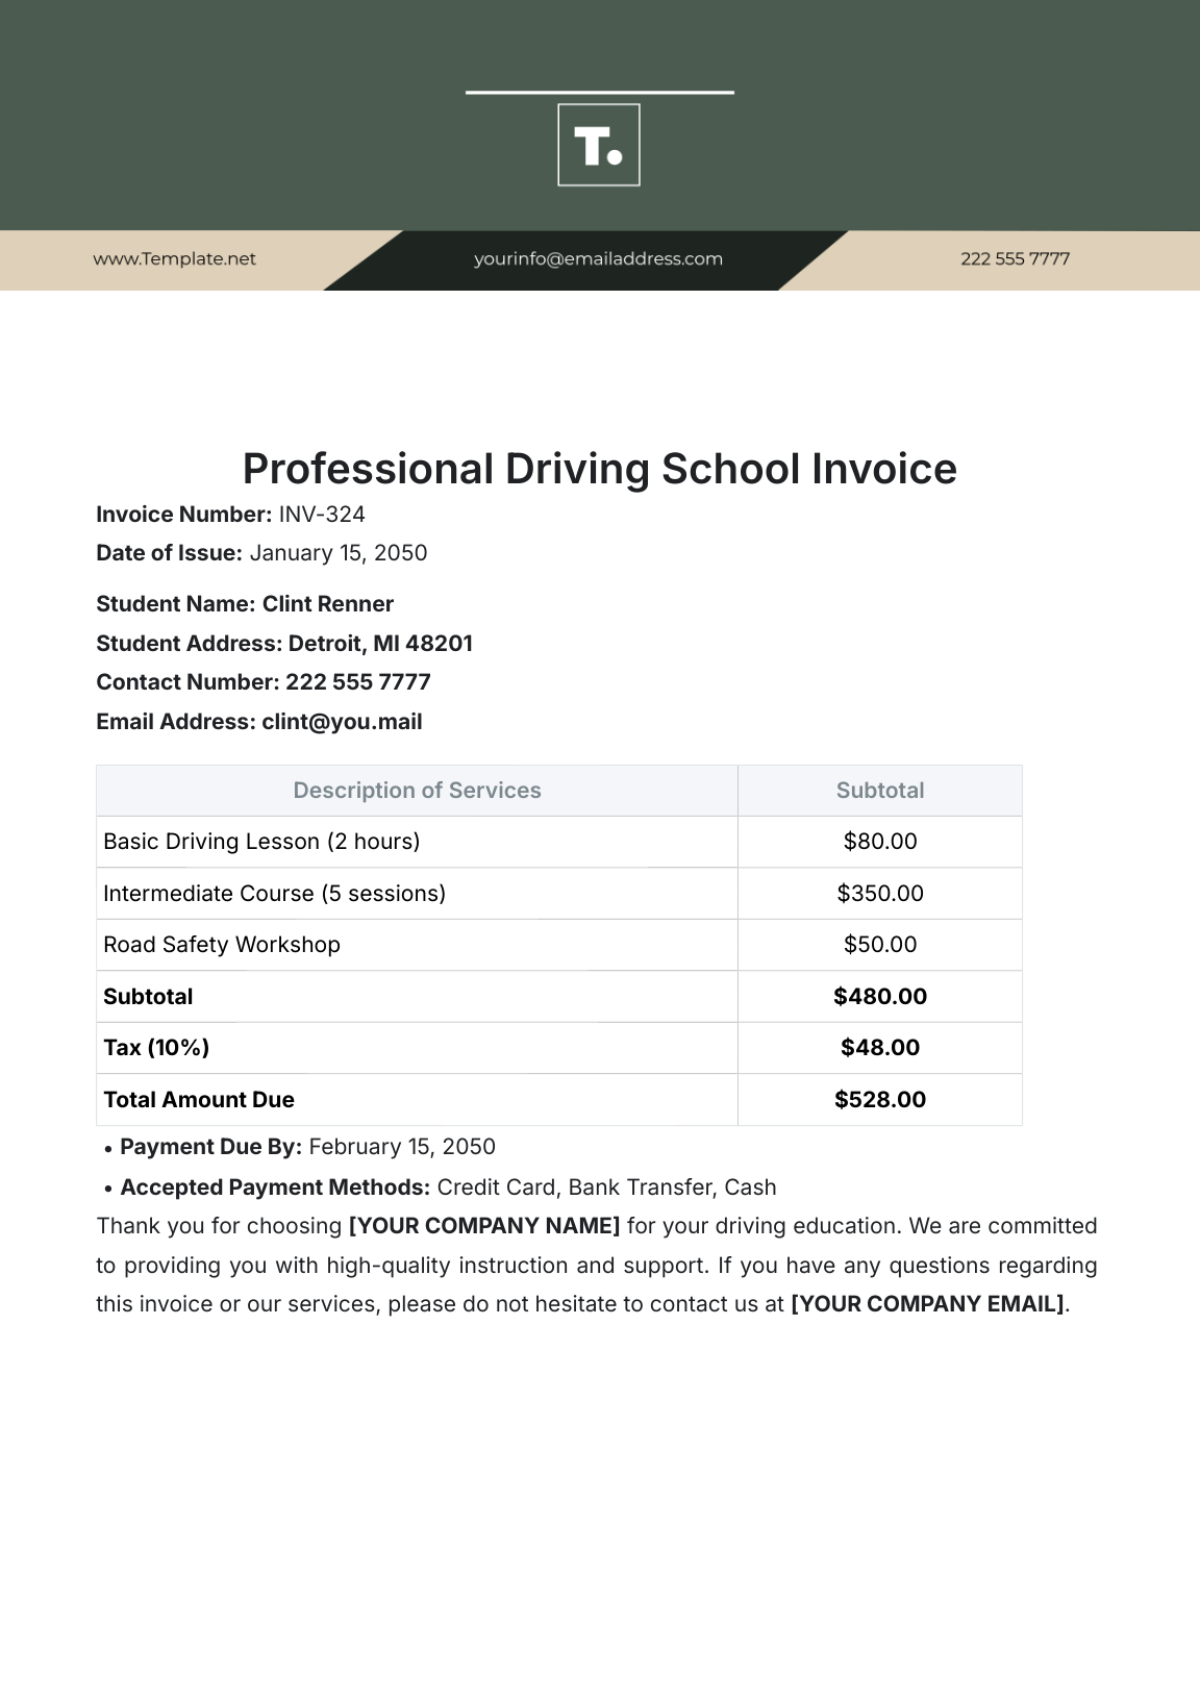 T.
www.Template.net
yourinfo@emailaddress.com
222 555 7777
Professional Driving School Invoice
Invoice Number: INV-324
Date of Issue: January 15, 2050
Student Name: Clint Renner
Student Address: Detroit, MI 48201
Contact Number: 222 555 7777
Email Address: clint@you.mail
Description of Services Subtotal
Basic Driving Lesson (2 hours) $80.00
Intermediate Course (5 sessions) $350.00
Road Safety Workshop $50.00
Subtotal $480.00
Tax (10%) $48.00
Total Amount Due $528.00
• Payment Due By: February 15, 2050
• Accepted Payment Methods: Credit Card, Bank Transfer, Cash
Thank you for choosing [YOUR COMPANY NAME] for your driving education. We are committed
to providing you with high-quality instruction and support. If you have any questions regarding
this invoice or our services, please do not hesitate to contact us at [YOUR COMPANY EMAIL].